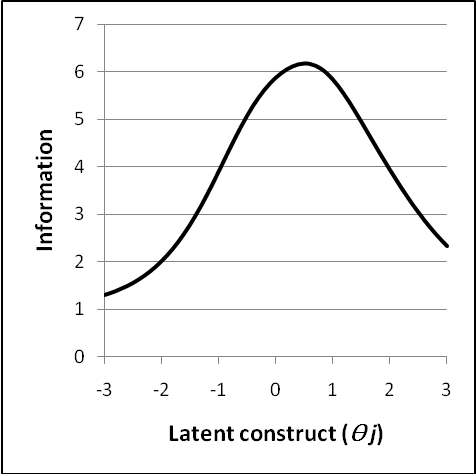 7
6
5
4
3
2
1
0
Information
-3 -2 -1 0 1 2 3
Latent construct (θj)